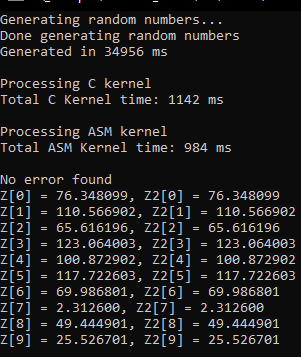 Generating random numbers...
Done generating random numbers
Generated in 34956 ms
Processing C kernel
Total C Kernel time: 1142 ms
Processing ASM kernel
Total ASM Kernel time: 984 ms
No error found
Z[0] = 76.348099, Z2[0] = 76.348099
Z[1] = 110.566902, Z2[1] = 110.566902
Z[2] = 65.616196, Z2[2] = 65.616196
Z[3] = 123.064003, Z2[3] = 123.064003
Z[4] = 100.872902, Z2[4] = 100.872902
Z[5] = 117.722603, Z2[5] = 117.722603
Z[6] = 69.986801, Z2[6] = 69.986801
Z[7] = 2.312600, Z2[7] = 2.312600
Z[8] = 49.444901, Z2[8] = 49.444901
Z[9] = 25.526701, Z2[9] = 25.526701